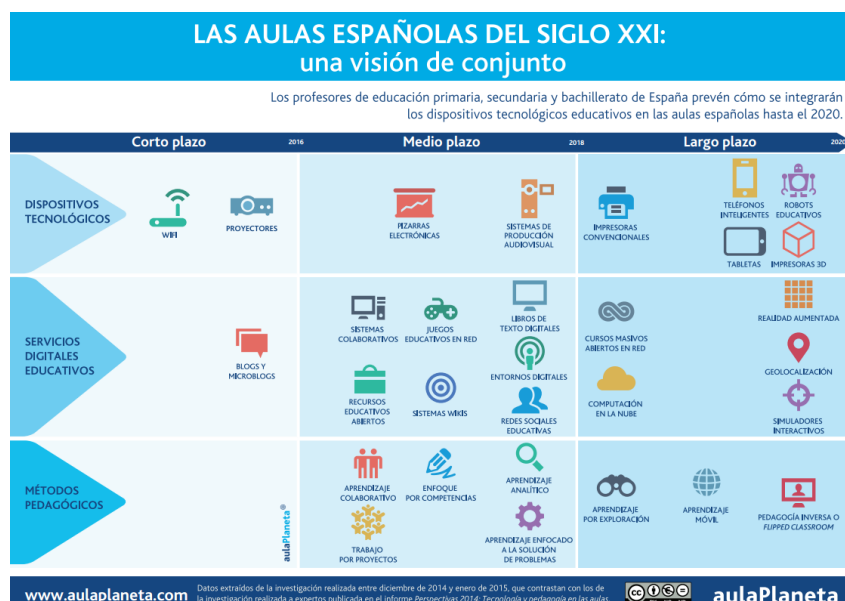 LAS AULAS ESPAÑOLAS DEL SIGLO XXI:
una visión de conjunto
Los profesores de educación primaria, secundaria y bachillerato de España prevén cómo se integrarán
los dispositivos tecnológicos educativos en las aulas españolas hasta el 2020.
Corto plazo 2016 Medio plazo 2018 Largo plazo 2020
DISPOSITIVOS
TECNOLÓGICOS
WIFI
PROYECTORES
PIZARRAS
ELECTRÓNICAS
SISTEMAS DE
PRODUCCIÓN
AUDIOVISUAL
IMPRESORAS
CONVENCIONALES
TELÉFONOS
INTELIGENTES
ROBOTS
EDUCATIVOS
TABLETAS
IMPRESORAS 3D
SERVICIOS
DIGITALES
EDUCATIVOS
BLOGS Y
MICROBLOGS
SISTEMAS
COLABORATIVOS
JUEGOS
EDUCATIVOS EN RED
LIBROS DE
TEXTO DIGITALES
RECURSOS
EDUCATIVOS
ABIERTOS
SISTEMAS WIKIS
ENTORNOS DIGITALES
REDES SOCIALES
EDUCATIVAS
CURSOS MASIVOS
ABIERTOS EN RED
COMPUTACIÓN
EN LA NUBE
REALIDAD AUMENTADA
GEOLOCALIZACIÓN
SIMULADORES
INTERACTIVOS
MÉTODOS
PEDAGÓGICOS
aulaPlaneta®
APRENDIZAJE
COLABORATIVO
ENFOQUE
POR COMPETENCIAS
APRENDIZAJE
ANALÍTICO
TRABAJO
POR PROYECTOS
APRENDIZAJE ENFOCADO
A LA SOLUCIÓN
DE PROBLEMAS
APRENDIZAJE
POR EXPLORACIÓN
APRENDIZAJE
MÓVIL
PEDAGOGÍA INVERSA O
FLIPPED CLASSROOM
www.aulaplaneta.com
Datos extraídos de la investigación realizada entre diciembre de 2014 y enero de 2015, que contrastan con los de
la investigación realizada a expertos publicada en el informe Perspectivas 2014: Tecnología y pedagogía en las aulas.
cc
aulaPlaneta